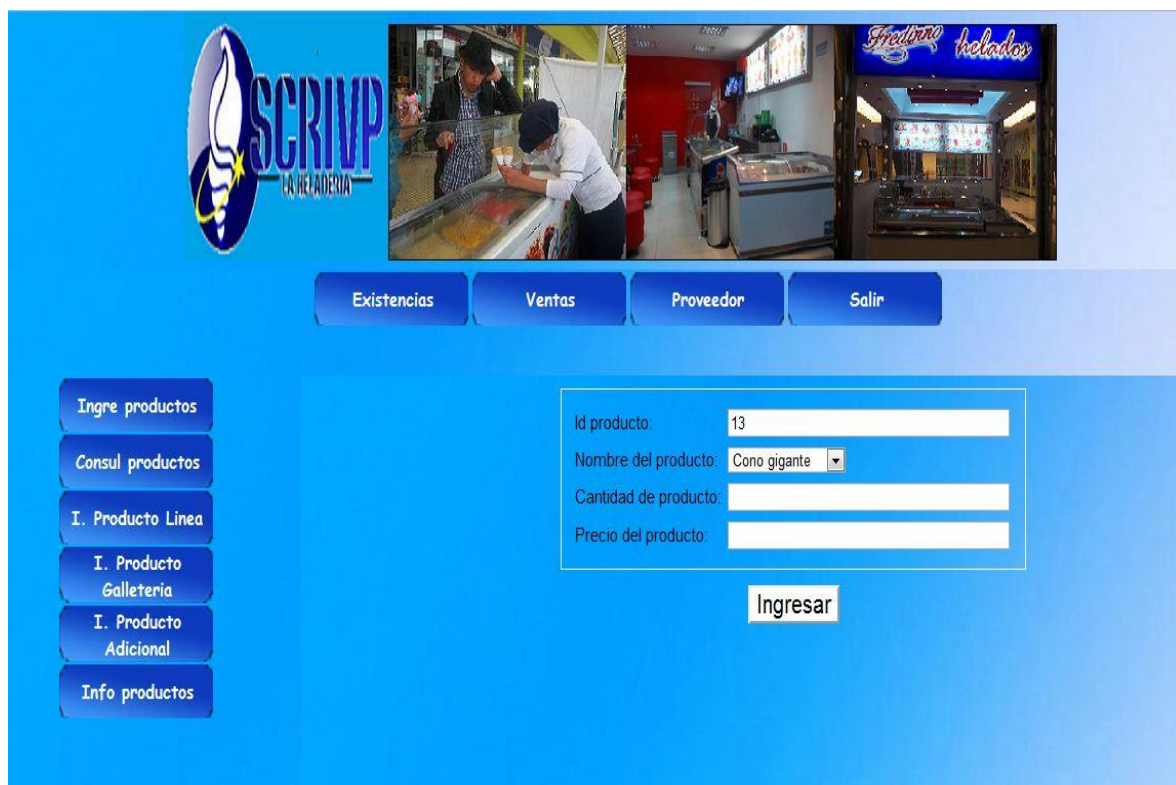 SCRIVP
LA HELADERIA
Fredinno helados
Existencias
Ventas
Proveedor
Salir
Ingre productos
Consul productos
I. Producto Linea
I. Producto
Galleteria
I. Producto
Adicional
Info productos
Id producto: 13
Nombre del producto: Cono gigante
Cantidad de producto:
Precio del producto:
Ingresar